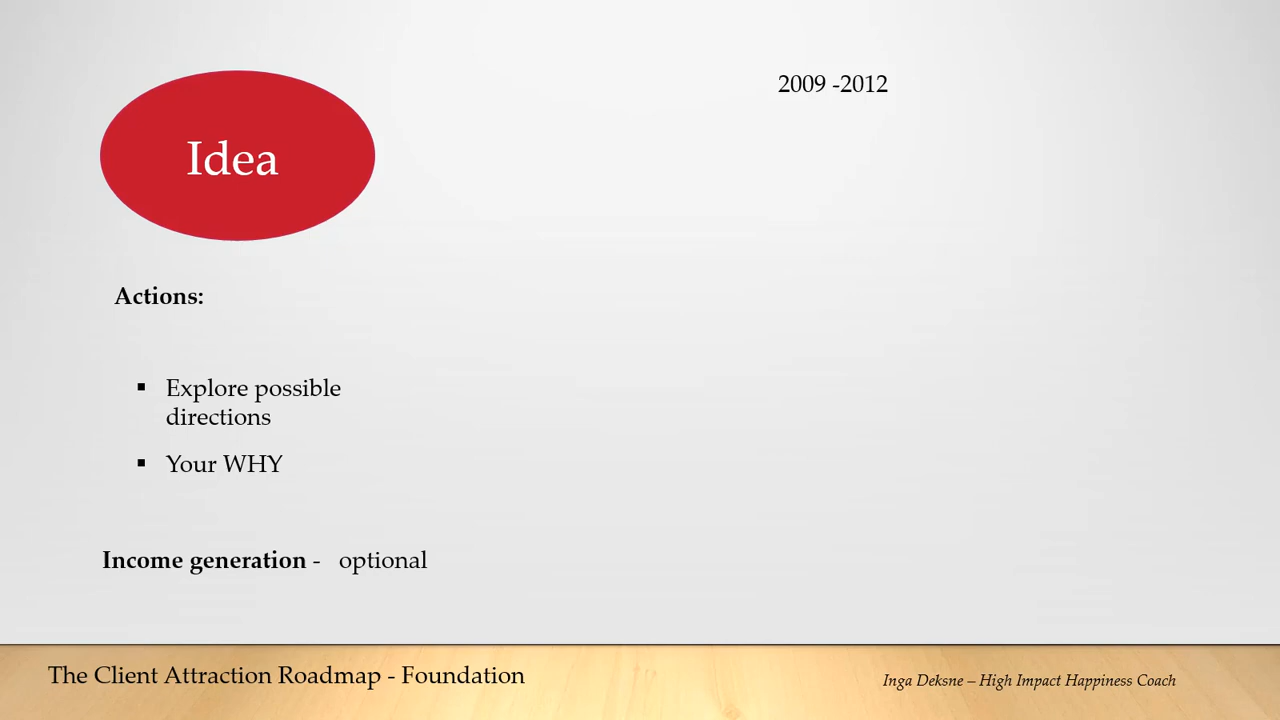 Idea
2009 -2012
Actions:
Explore possible
directions
Your WHY
Income generation - optional
The Client Attraction Roadmap - Foundation
Inga Deksne – High Impact Happiness Coach